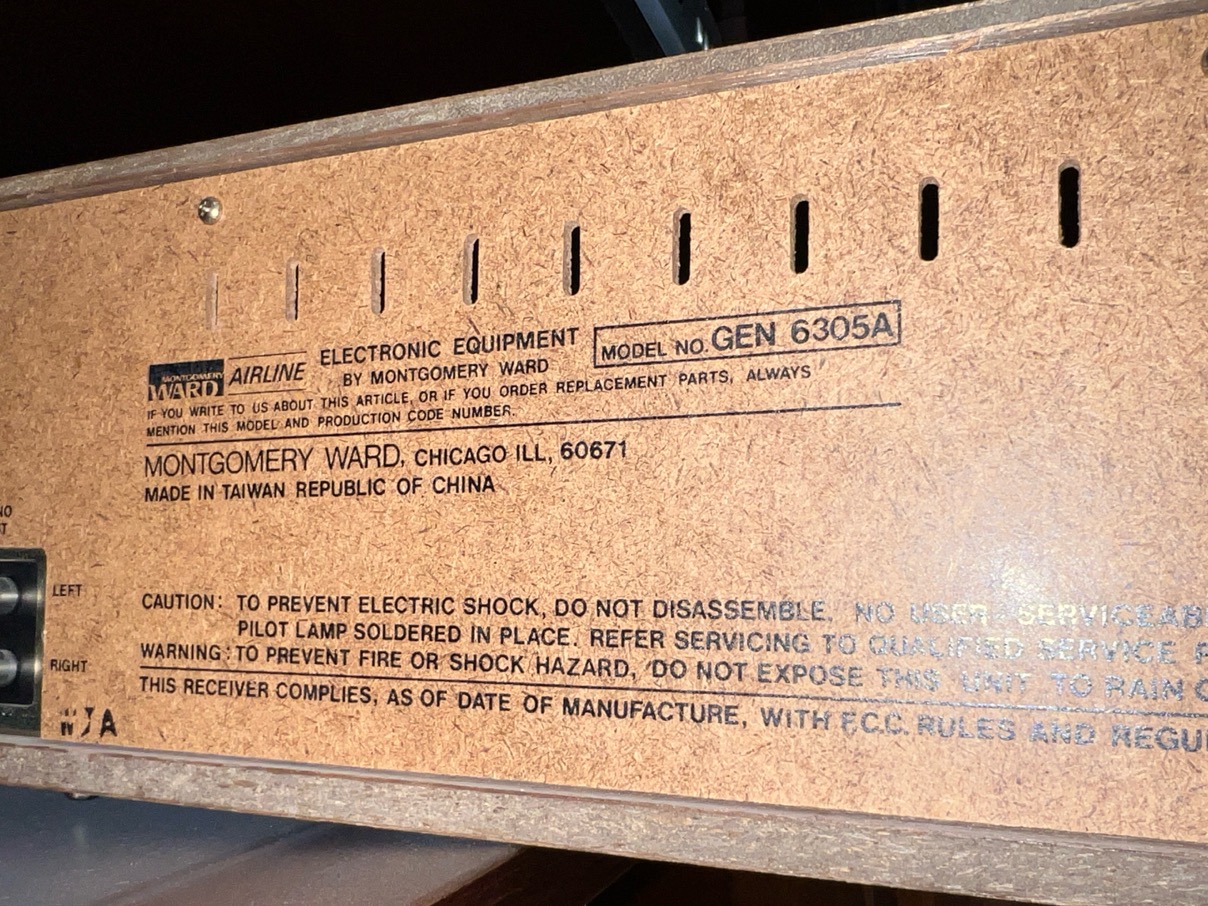 MONTGOMERY
WARD
AIRLINE
ELECTRONIC EQUIPMENT
BY MONTGOMERY WARD
MODEL NO. GEN 6305A
IF YOU WRITE TO US ABOUT THIS ARTICLE, OR IF YOU ORDER REPLACEMENT PARTS, ALWAYS
MENTION THIS MODEL AND PRODUCTION CODE NUMBER.
MONTGOMERY WARD, CHICAGO ILL, 60671
MADE IN TAIWAN REPUBLIC OF CHINA
LEFT
RIGHT
CAUTION: TO PREVENT ELECTRIC SHOCK, DO NOT DISASSEMBLE. NO USER-SERVICEAB
PILOT LAMP SOLDERED IN PLACE. REFER SERVICING TO QUALIFIED SERVICE P
WARNING: TO PREVENT FIRE OR SHOCK HAZARD, DO NOT EXPOSE THIS UNIT TO RAIN O
THIS RECEIVER COMPLIES, AS OF DATE OF MANUFACTURE, WITH F.C.C. RULES AND REGU